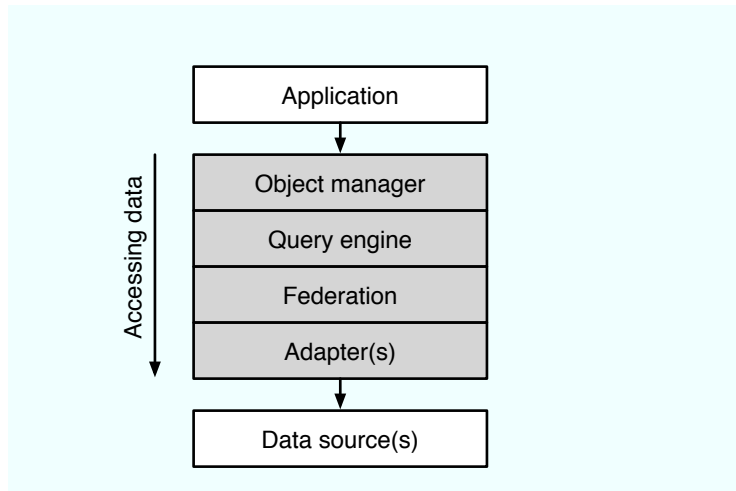 Application
Object manager
Query engine
Federation
Adapter(s)
Data source(s)
Accessing data